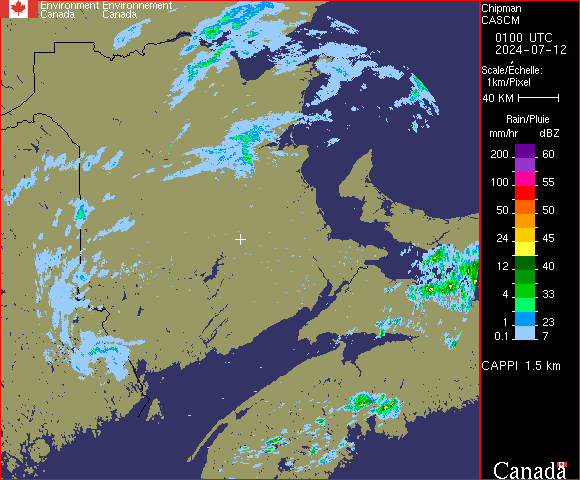 Environment Environnement
Canada Canada
Chipman
CASCM
0100 UTC
2024-07-12
Scale/Échelle:
1km/Pixel
40 KM
Rain/Pluie
mm/hr dBZ
200 60
100 55
50 50
24 45
12 40
4 33
1 23
0.1 7
CAPPI 1.5 km
Canada